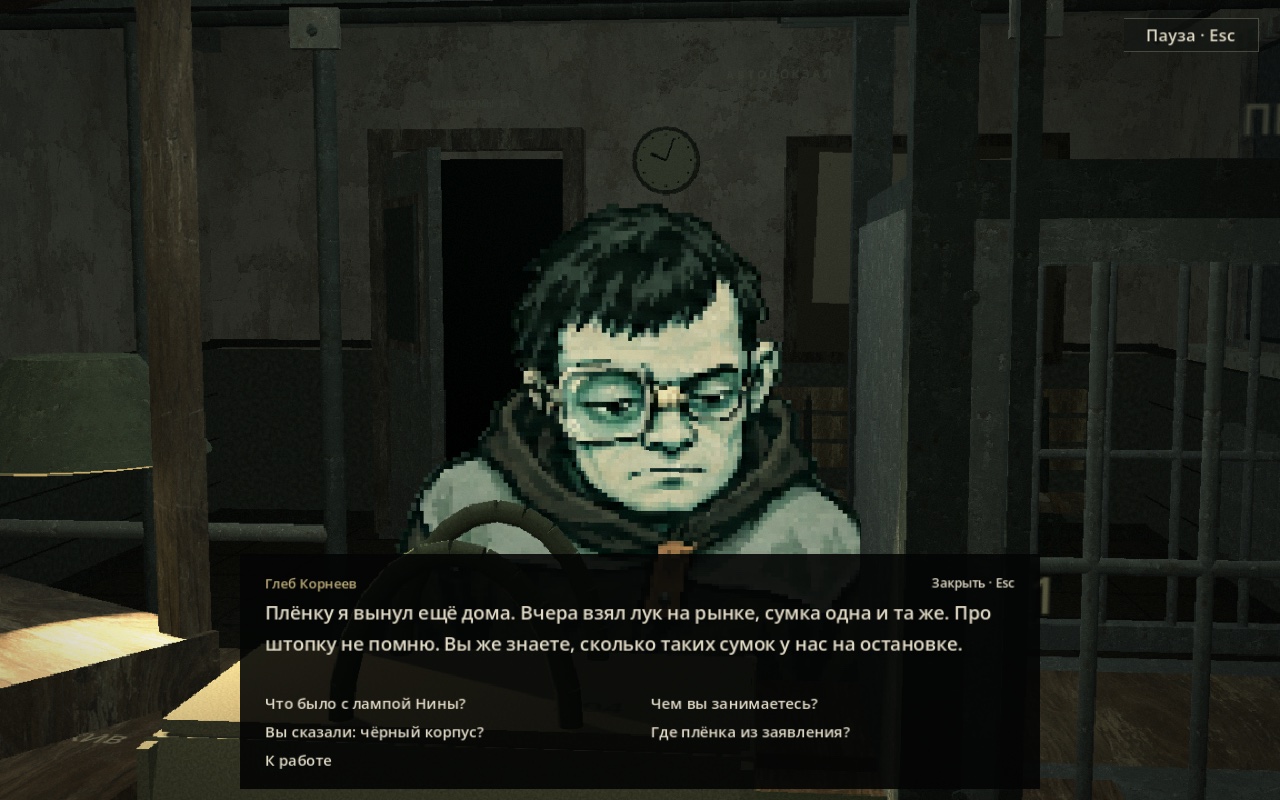 Пауза · Esc
Глеб Корнеев
Закрыть · Esc
Плёнку я вынул ещё дома. Вчера взял лук на рынке, сумка одна и та же. Про
штопку не помню. Вы же знаете, сколько таких сумок у нас на остановке.
Что было с лампой Нины?
Чем вы занимаетесь?
Вы сказали: чёрный корпус?
Где плёнка из заявления?
К работе